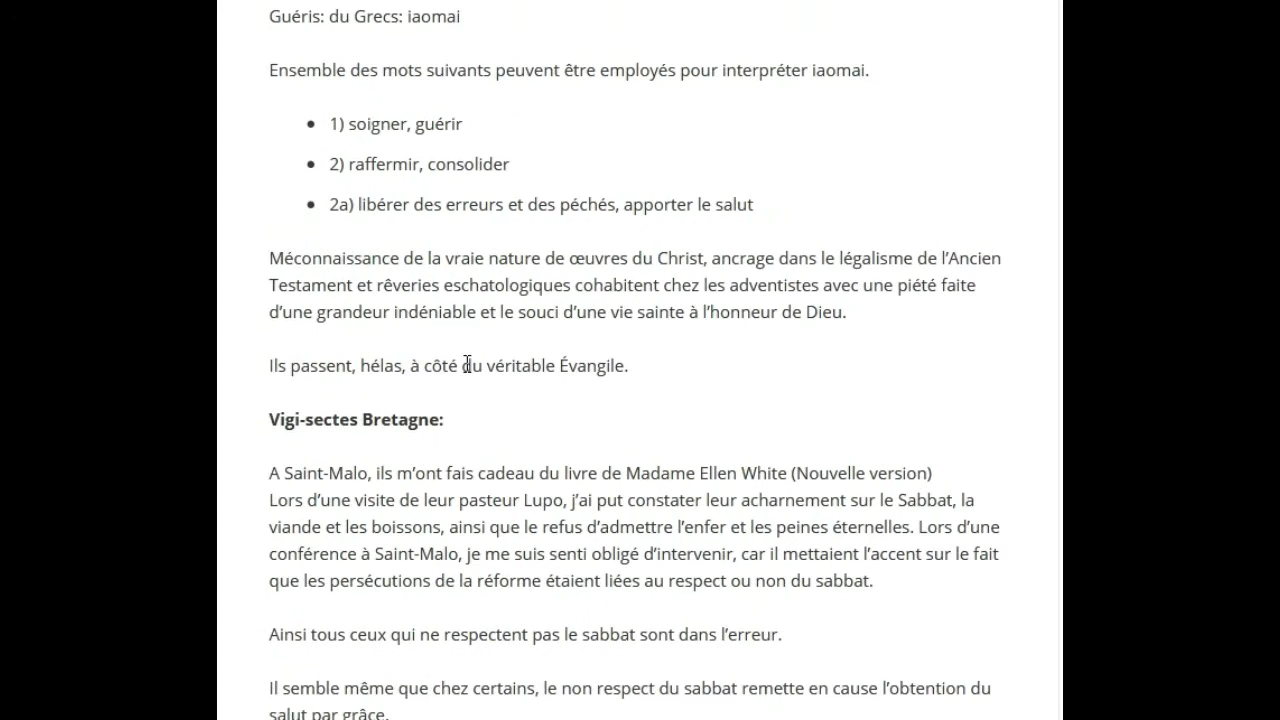 Guéris: du Grecs: iaomai
Ensemble des mots suivants peuvent être employés pour interpréter iaomai.
• 1) soigner, guérir
• 2) raffermir, consolider
• 2a) libérer des erreurs et des péchés, apporter le salut
Méconnaissance de la vraie nature de œuvres du Christ, ancrage dans le légalisme de l’Ancien
Testament et rêveries eschatologiques cohabitent chez les adventistes avec une piété faite
d’une grandeur indéniable et le souci d’une vie sainte à l’honneur de Dieu.
Ils passent, hélas, à côté du véritable Évangile.
Vigi-sectes Bretagne:
A Saint-Malo, ils m’ont fais cadeau du livre de Madame Ellen White (Nouvelle version)
Lors d’une visite de leur pasteur Lupo, j’ai put constater leur acharnement sur le Sabbat, la
viande et les boissons, ainsi que le refus d’admettre l’enfer et les peines éternelles. Lors d’une
conférence à Saint-Malo, je me suis senti obligé d’intervenir, car il mettaient l’accent sur le fait
que les persécutions de la réforme étaient liées au respect ou non du sabbat.
Ainsi tous ceux qui ne respectent pas le sabbat sont dans l’erreur.
Il semble même que chez certains, le non respect du sabbat remette en cause l’obtention du
salut par grâce.